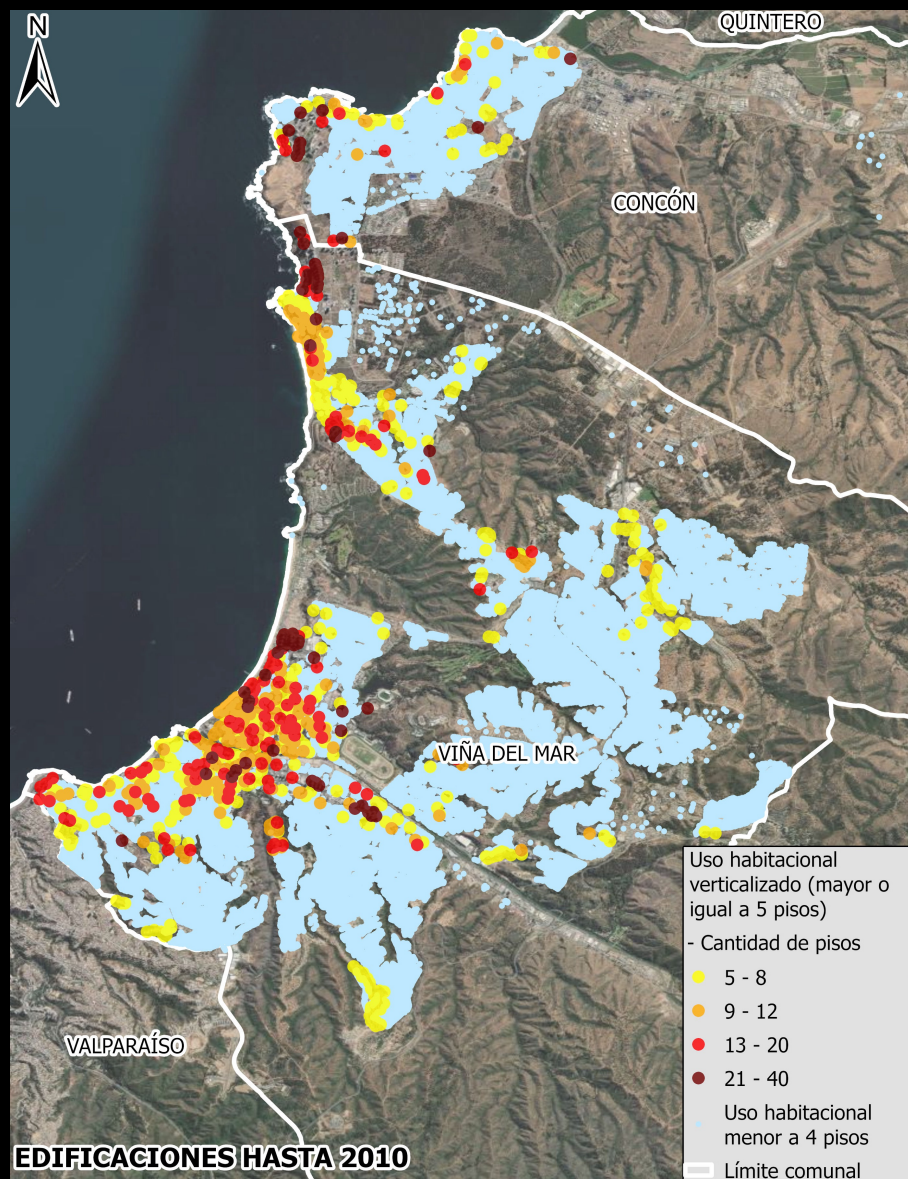 N
QUINTERO
CONCÓN
VIÑA DEL MAR
VALPARAÍSO
Uso habitacional
verticalizado (mayor o
igual a 5 pisos)
- Cantidad de pisos
5 - 8
9 - 12
13 - 20
21 - 40
Uso habitacional
menor a 4 pisos
Límite comunal
EDIFICACIONES HASTA 2010